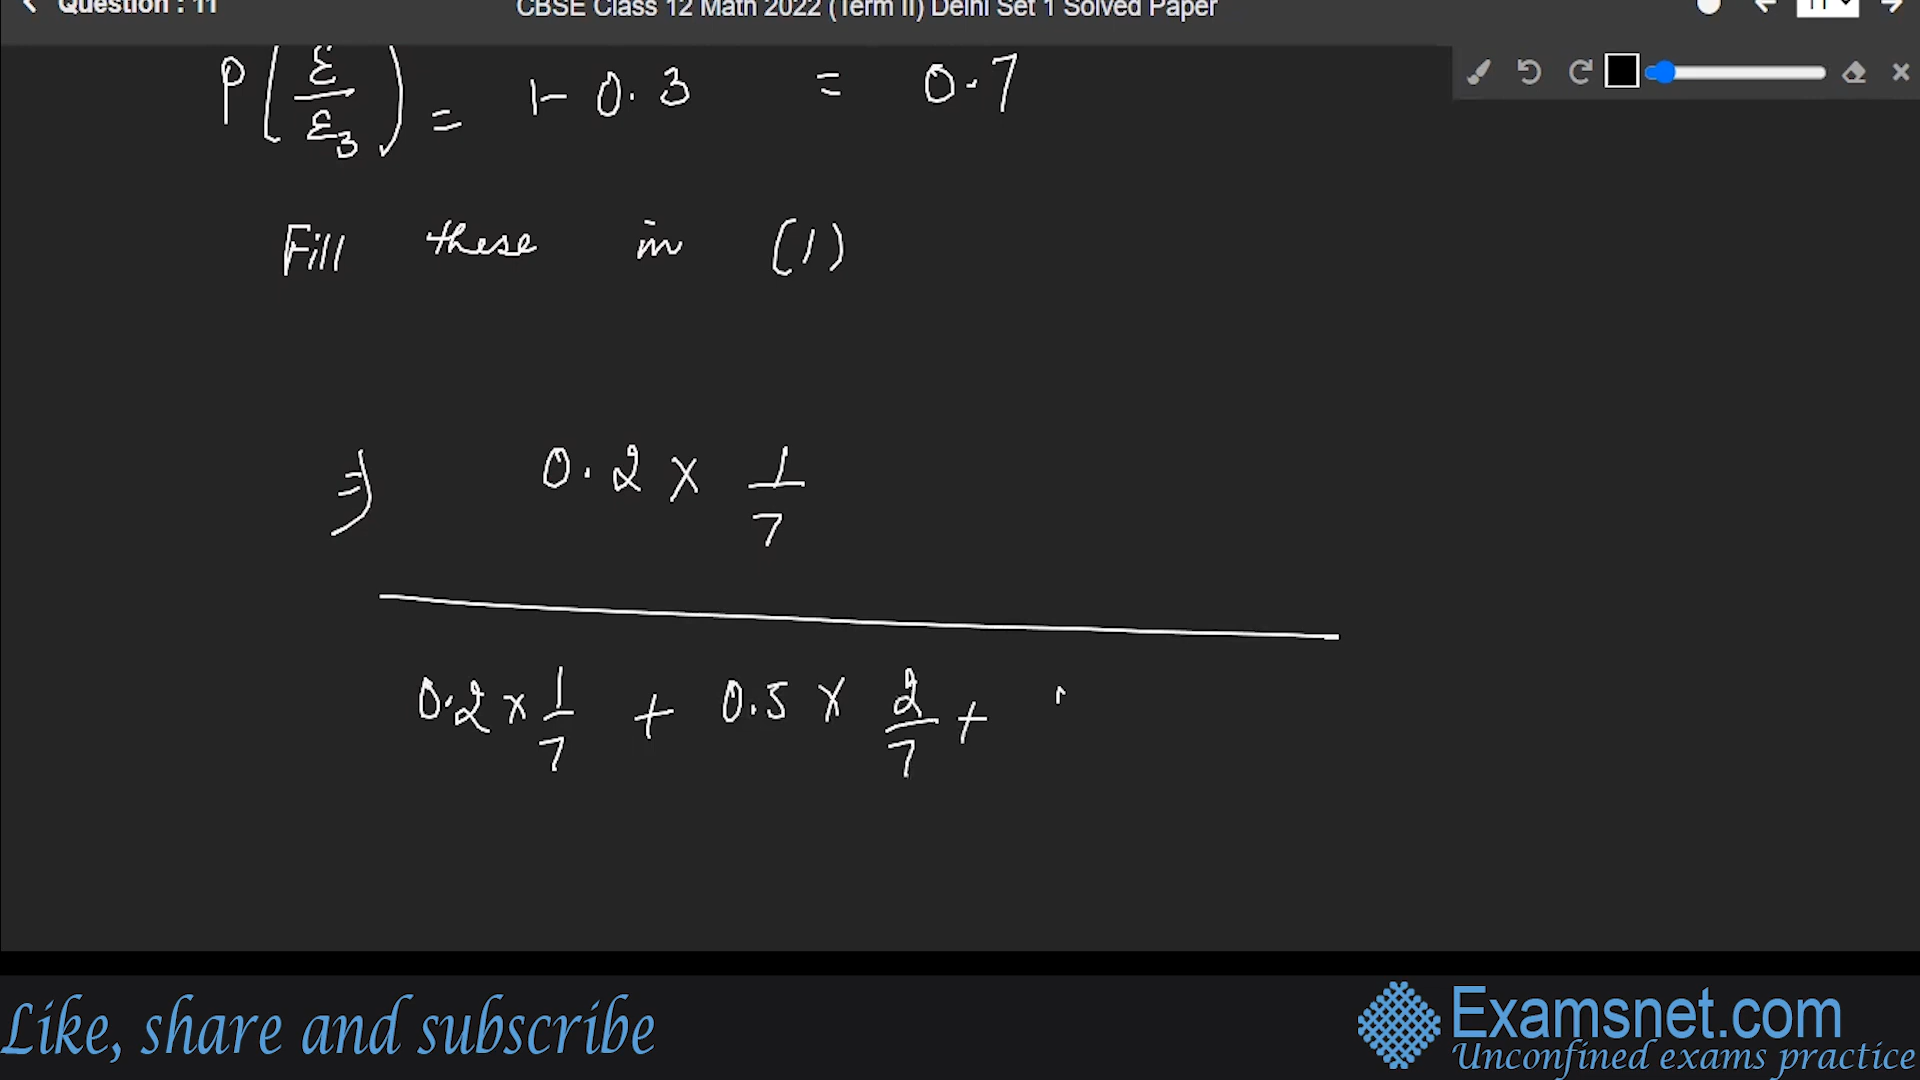 Question : 11 CBSE Class 12 Math 2022 (Term II) Delhi Set 1 Solved Paper 11
P(ε/ε₃) = 1-0.3 = 0.7
Fill these in (1)
⇒ 0.2 x 1/7
0.2 x 1/7 + 0.5 x 2/7 +
Like, share and subscribe
Examsnet.com
Unconfined exams practice